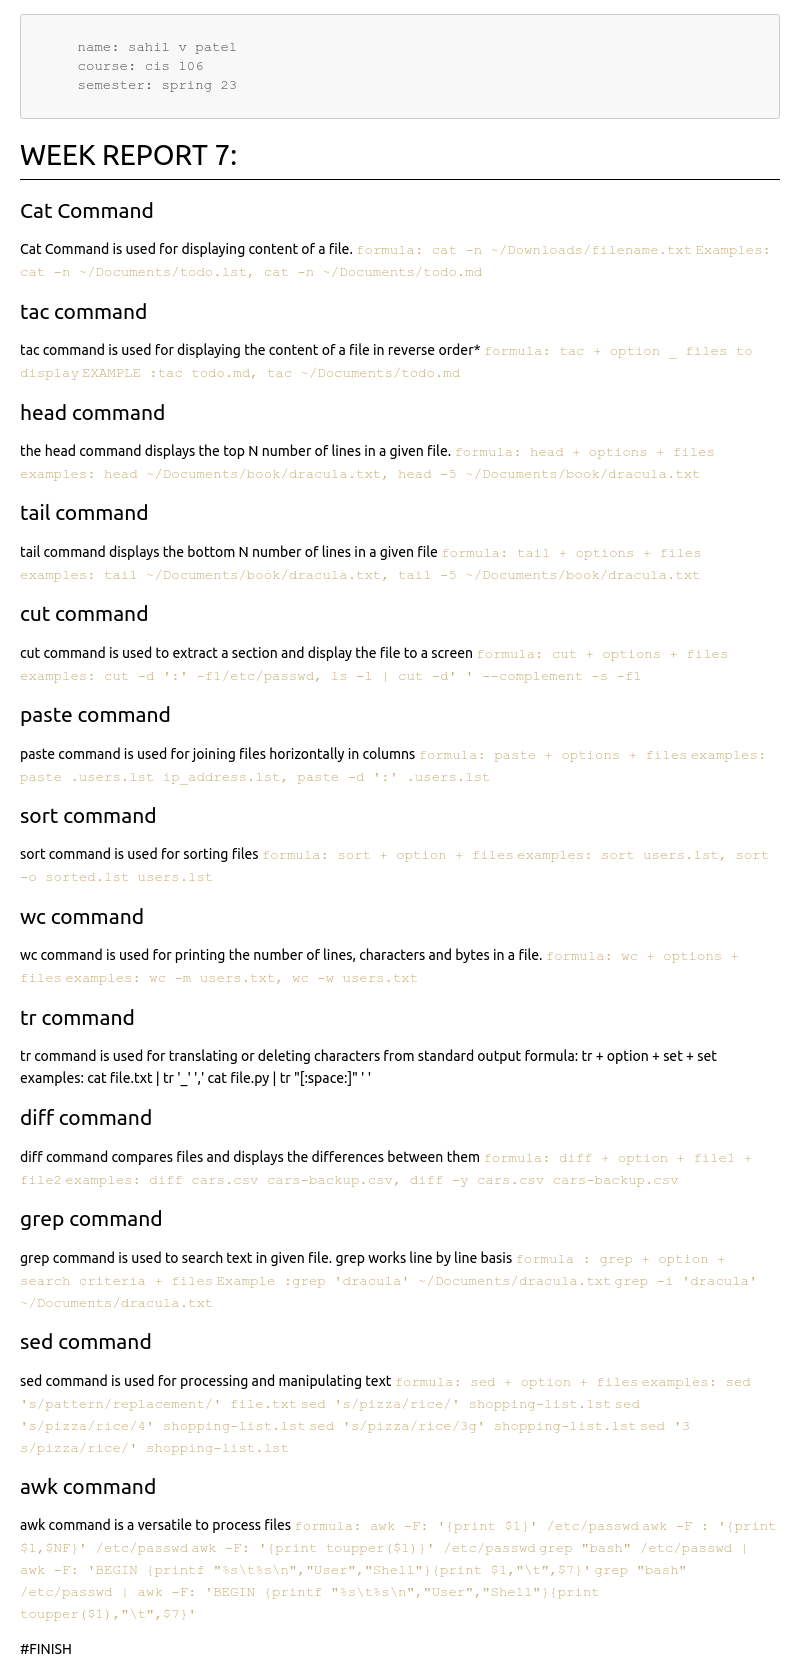 name: sahil v patel
course: cis 106
semester: spring 23
WEEK REPORT 7:
Cat Command
Cat Command is used for displaying content of a file. formula: cat -n ~/Downloads/filename.txt Examples:
cat -n ~/Documents/todo.lst, cat -n ~/Documents/todo.md
tac command
tac command is used for displaying the content of a file in reverse order* formula: tac + option _ files to
display EXAMPLE :tac todo.md, tac ~/Documents/todo.md
head command
the head command displays the top N number of lines in a given file. formula: head + options + files
examples: head ~/Documents/book/dracula.txt, head -5 ~/Documents/book/dracula.txt
tail command
tail command displays the bottom N number of lines in a given file formula: tail + options + files
examples: tail ~/Documents/book/dracula.txt, tail -5 ~/Documents/book/dracula.txt
cut command
cut command is used to extract a section and display the file to a screen formula: cut + options + files
examples: cut -d ':' -f1/etc/passwd, ls -l | cut -d' ' --complement -s -f1
paste command
paste command is used for joining files horizontally in columns formula: paste + options + files examples:
paste .users.lst ip_address.lst, paste -d ':' .users.lst
sort command
sort command is used for sorting files formula: sort + option + files examples: sort users.lst, sort
-o sorted.lst users.lst
wc command
wc command is used for printing the number of lines, characters and bytes in a file. formula: wc + options +
files examples: wc -m users.txt, wc -w users.txt
tr command
tr command is used for translating or deleting characters from standard output formula: tr + option + set + set
examples: cat file.txt | tr '_' ',' cat file.py | tr "[:space:]" ' '
diff command
diff command compares files and displays the differences between them formula: diff + option + file1 +
file2 examples: diff cars.csv cars-backup.csv, diff -y cars.csv cars-backup.csv
grep command
grep command is used to search text in given file. grep works line by line basis formula : grep + option +
search criteria + files Example :grep 'dracula' ~/Documents/dracula.txt grep -i 'dracula'
~/Documents/dracula.txt
sed command
sed command is used for processing and manipulating text formula: sed + option + files examples: sed
's/pattern/replacement/' file.txt sed 's/pizza/rice/' shopping-list.lst sed
's/pizza/rice/4' shopping-list.lst sed 's/pizza/rice/3g' shopping-list.lst sed '3
s/pizza/rice/' shopping-list.lst
awk command
awk command is a versatile to process files formula: awk -F: '{print $1}' /etc/passwd awk -F : '{print
$1,$NF}' /etc/passwd awk -F: '{print toupper($1)}' /etc/passwd grep "bash" /etc/passwd |
awk -F: 'BEGIN {printf "%s\t%s\n","User","Shell"}{print $1,"\t",$7}' grep "bash"
/etc/passwd | awk -F: 'BEGIN {printf "%s\t%s\n","User","Shell"}{print
toupper($1),"\t",$7}'
#FINISH